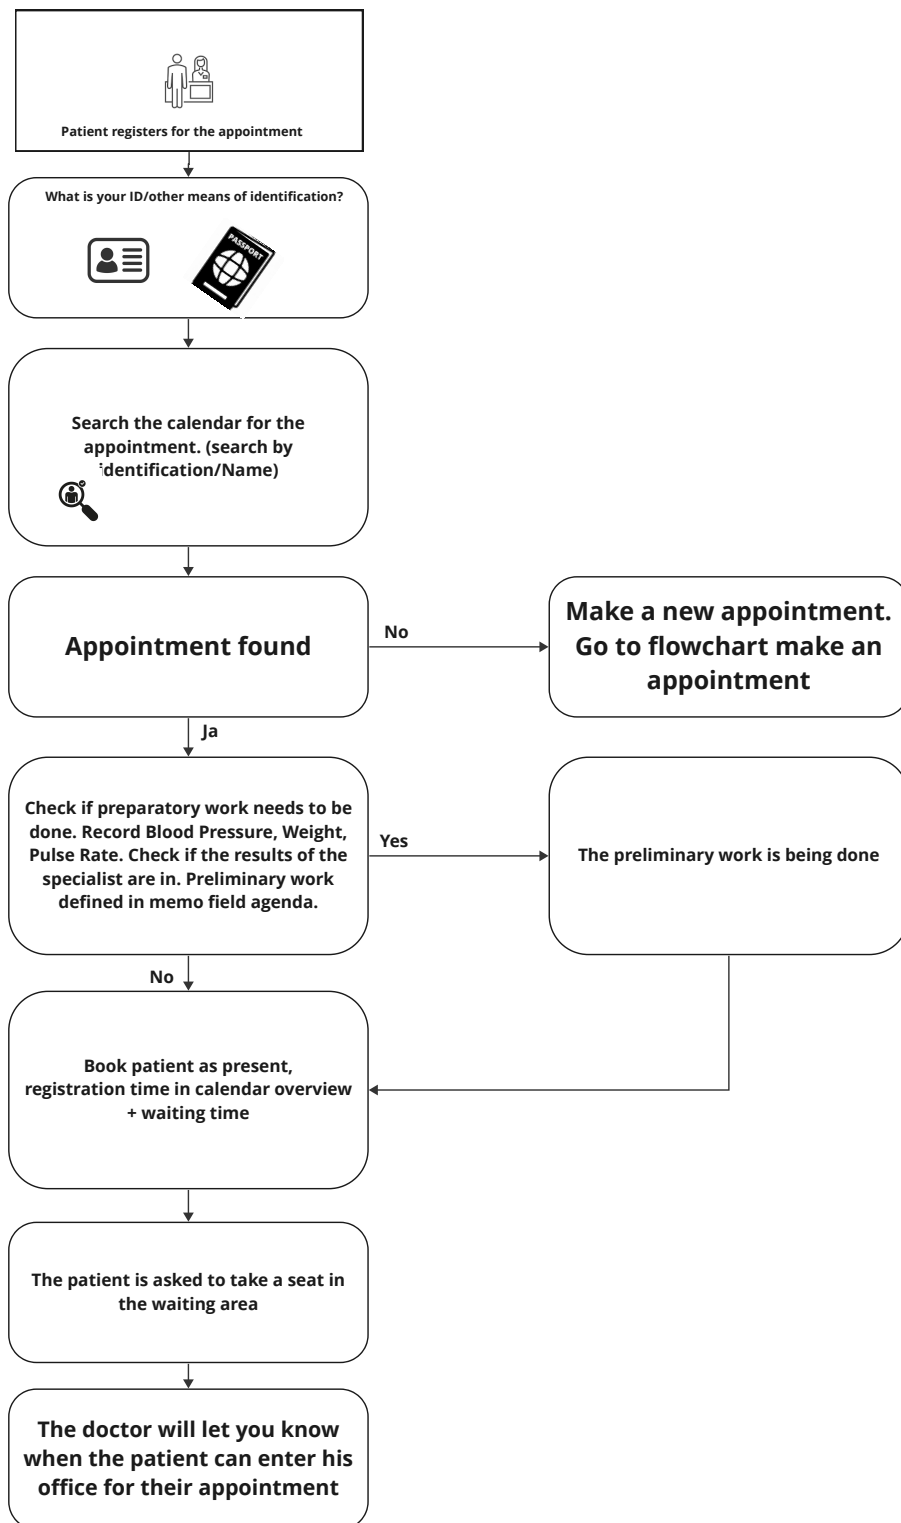 Patient registers for the appointment
What is your ID/other means of identification?
PASSPORT
Search the calendar for the
appointment. (search by
identification/Name)
Appointment found
No
Make a new appointment.
Go to flowchart make an
appointment
Ja
Check if preparatory work needs to be
done. Record Blood Pressure, Weight,
Pulse Rate. Check if the results of the
specialist are in. Preliminary work
defined in memo field agenda.
Yes
The preliminary work is being done
No
Book patient as present,
registration time in calendar overview
+ waiting time
The patient is asked to take a seat in
the waiting area
The doctor will let you know
when the patient can enter his
office for their appointment